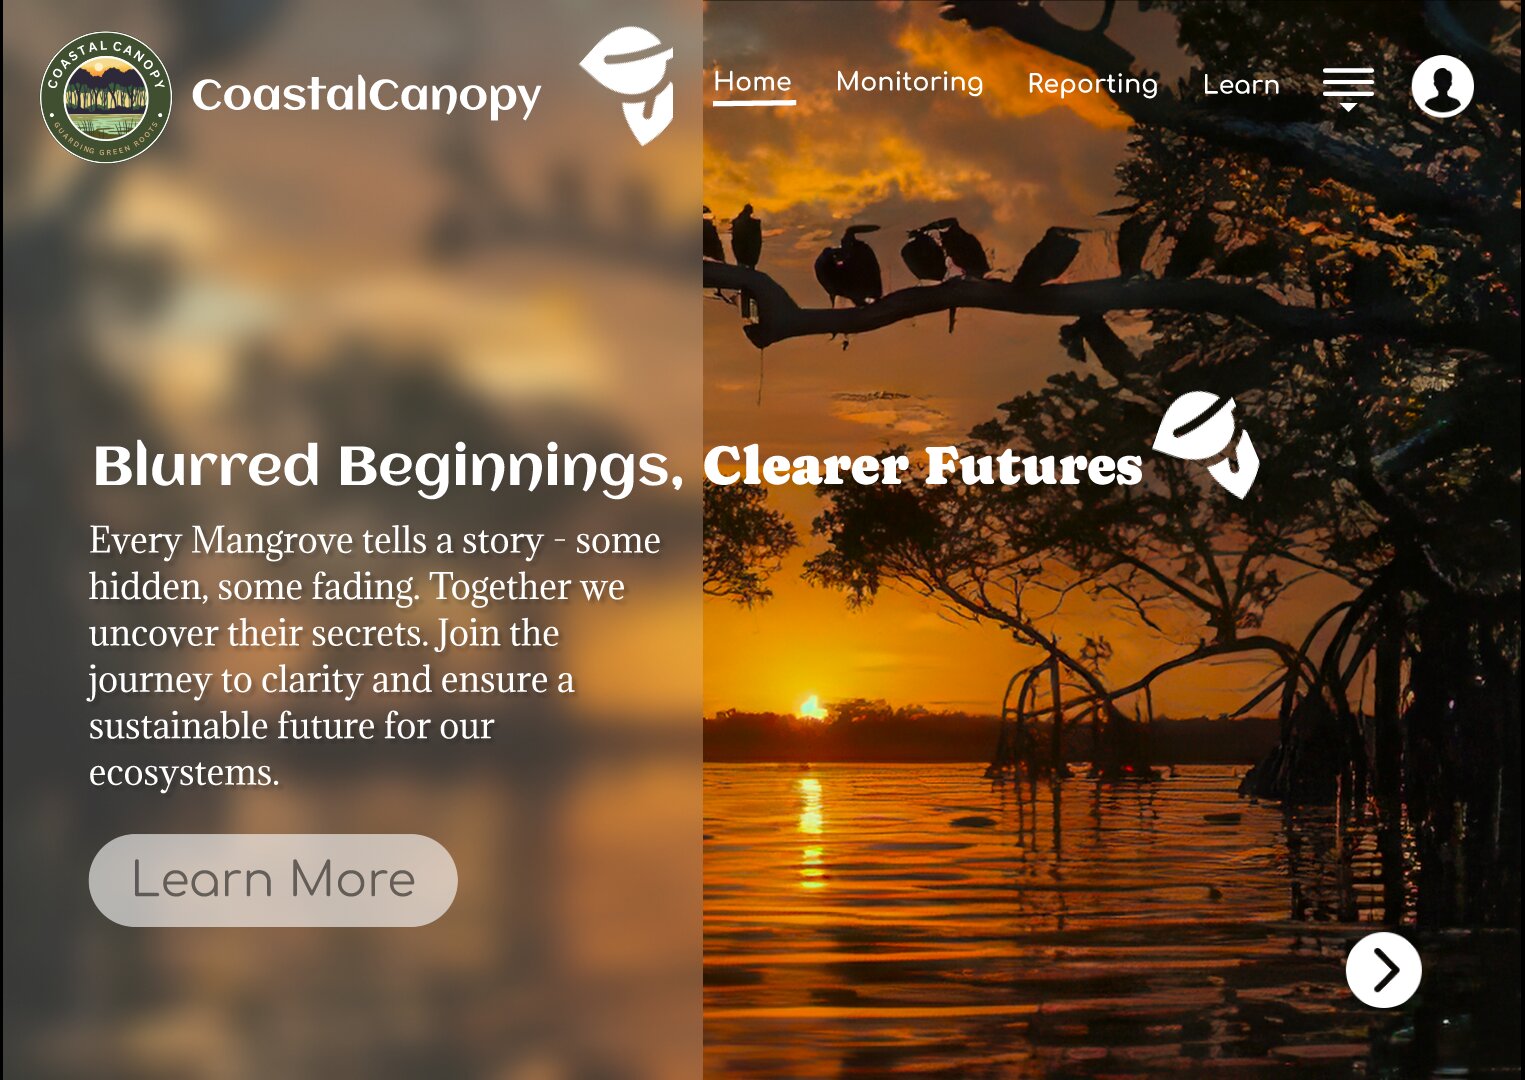 COASTAL CANOPY
GUARDING GREEN ROOTS
CoastalCanopy
Home Monitoring Reporting Learn
Blurred Beginnings, Clearer Futures
Every Mangrove tells a story - some
hidden, some fading. Together we
uncover their secrets. Join the
journey to clarity and ensure a
sustainable future for our
ecosystems.
Learn More